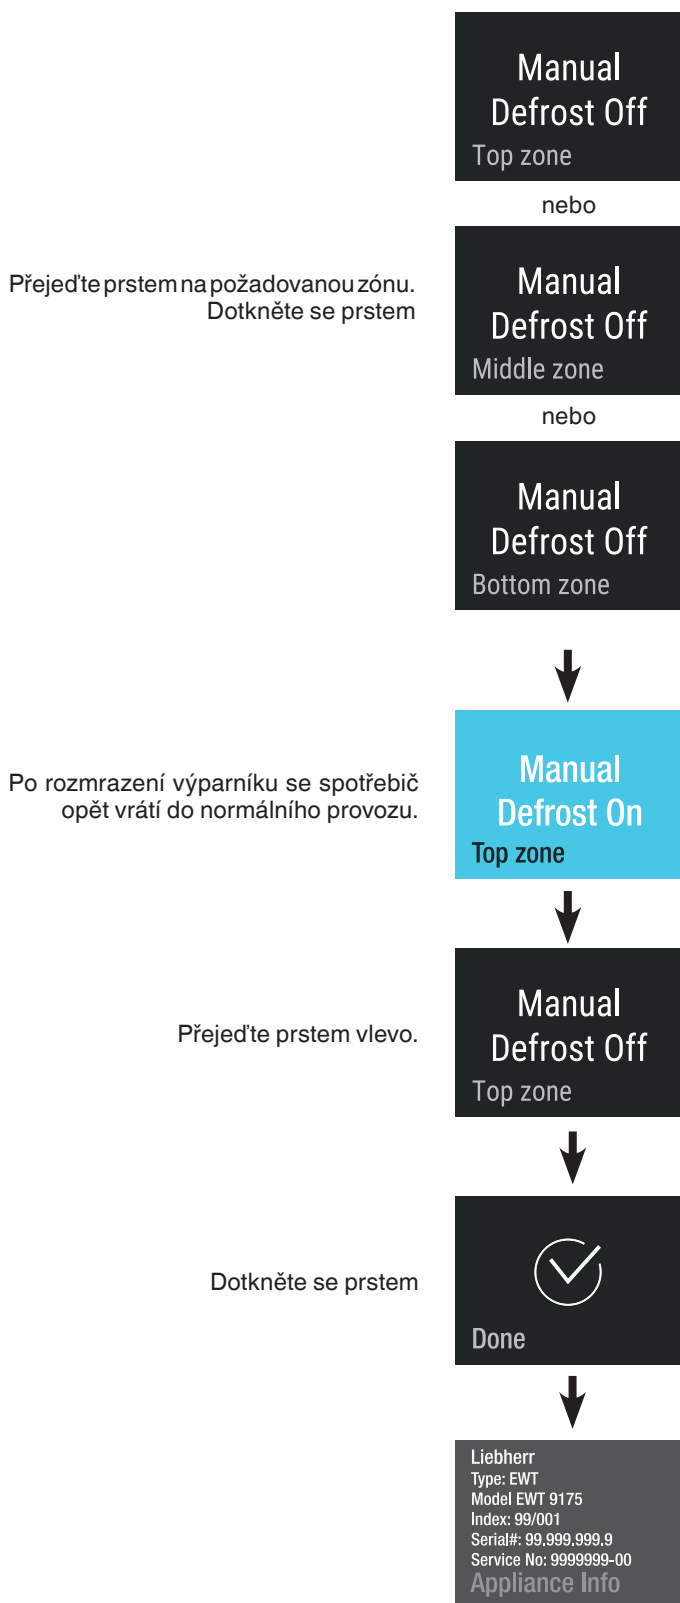 Manual
Defrost Off
Top zone
nebo
Přejeďte prstem na požadovanou zónu.
Dotkněte se prstem
Manual
Defrost Off
Middle zone
nebo
Manual
Defrost Off
Bottom zone
Po rozmrazení výparníku se spotřebič
opět vrátí do normálního provozu.
Manual
Defrost On
Top zone
Přejeďte prstem vlevo.
Manual
Defrost Off
Top zone
Dotkněte se prstem
Done
Liebherr
Type: EWT
Model EWT 9175
Index: 99/001
Serial#: 99.999.999.9
Service No: 9999999-00
Appliance Info